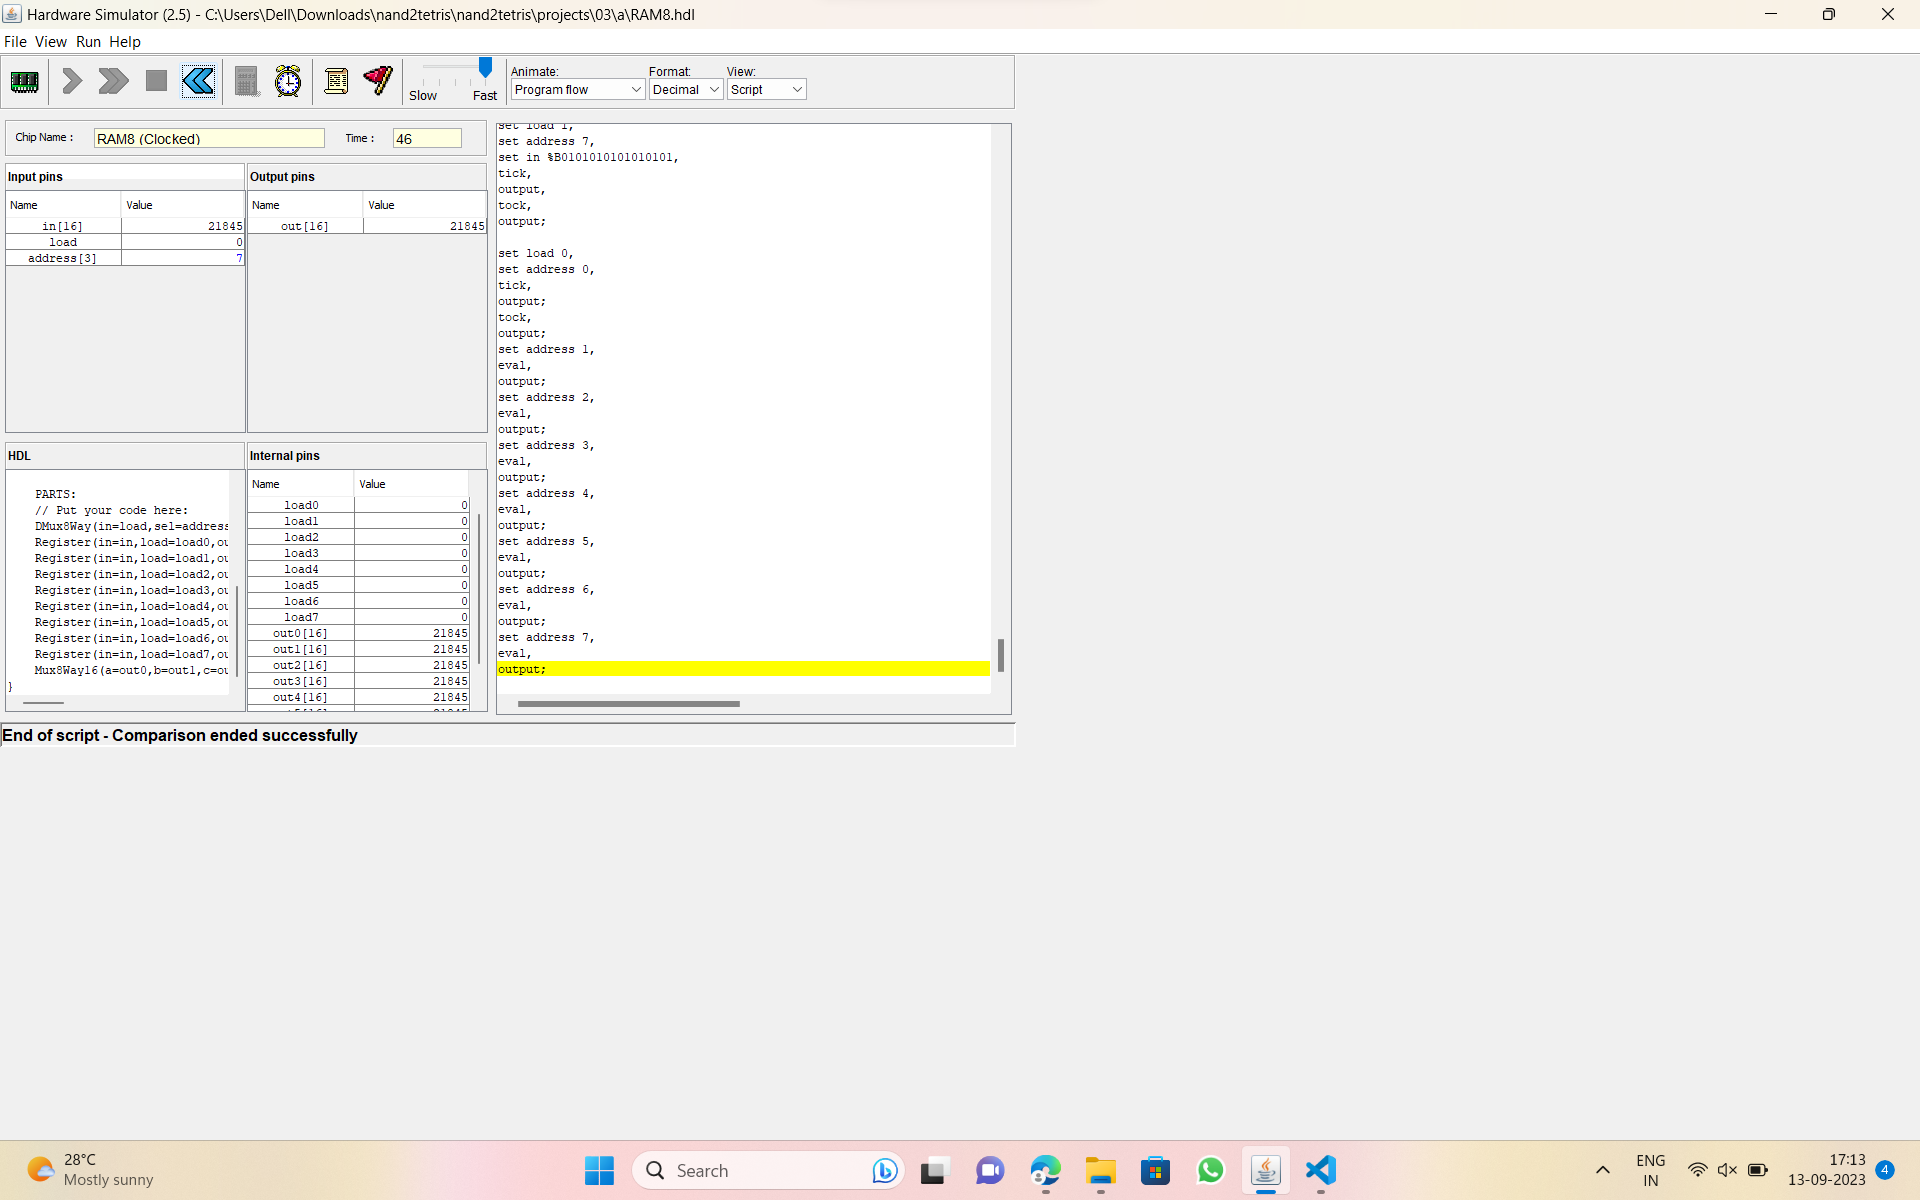 Hardware Simulator (2.5) - C:\Users\Dell\Downloads\nand2tetris\nand2tetris\projects\03\a\RAM8.hdl
File View Run Help
Slow Fast
Animate:
Program flow
Format:
Decimal
View:
Script
Chip Name :
RAM8 (Clocked)
Time :
46
Input pins
Name Value
in[16] 21845
load 0
address[3] 7
Output pins
Name Value
out[16] 21845
HDL
PARTS:
// Put your code here:
DMux8Way(in=load,sel=address
Register(in=in,load=load0,ou
Register(in=in,load=load1,ou
Register(in=in,load=load2,ou
Register(in=in,load=load3,ou
Register(in=in,load=load4,ou
Register(in=in,load=load5,ou
Register(in=in,load=load6,ou
Register(in=in,load=load7,ou
Mux8Way16(a=out0,b=out1,c=ou
}
Internal pins
Name Value
load0 0
load1 0
load2 0
load3 0
load4 0
load5 0
load6 0
load7 0
out0[16] 21845
out1[16] 21845
out2[16] 21845
out3[16] 21845
out4[16] 21845
set load 1,
set address 7,
set in %B0101010101010101,
tick,
output,
tock,
output;
set load 0,
set address 0,
tick,
output;
tock,
output;
set address 1,
eval,
output;
set address 2,
eval,
output;
set address 3,
eval,
output;
set address 4,
eval,
output;
set address 5,
eval,
output;
set address 6,
eval,
output;
set address 7,
eval,
output;
End of script - Comparison ended successfully
28°C
Mostly sunny
Search
ENG
IN
17:13
13-09-2023
4